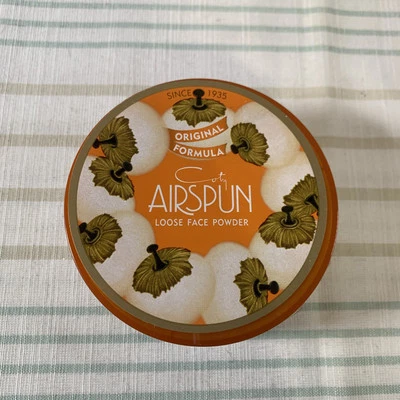 SINCE 1935
ORIGINAL
FORMULA
Coty
AIRSPUN
LOOSE FACE POWDER